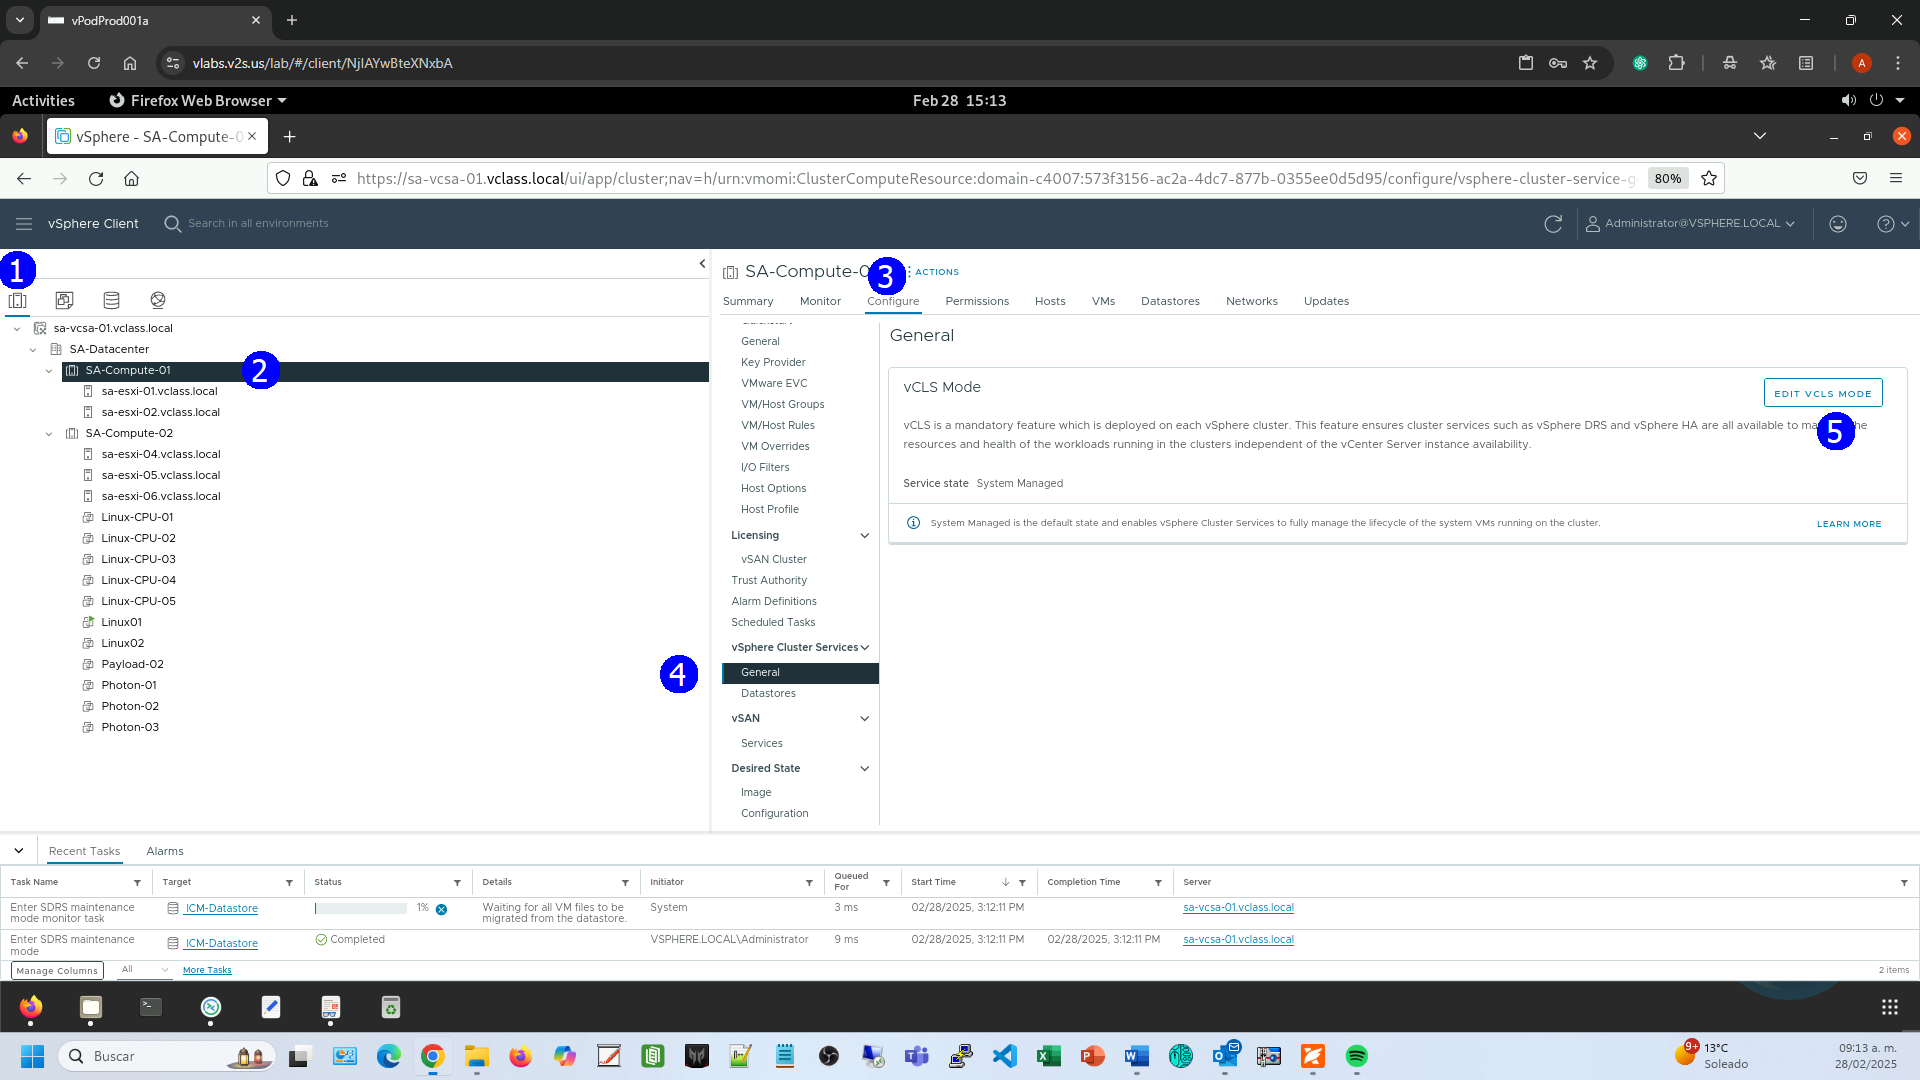 vPodProd001a
vlabs.v2s.us/lab/#/client/NjIAYwBteXNxbA
A
Activities
Firefox Web Browser
Feb 28 15:13
vSphere - SA-Compute-0
https://sa-vcsa-01.vclass.local/ui/app/cluster;nav=h/urn:vmomi:ClusterComputeResource:domain-c4007:573f3156-ac2a-4dc7-877b-0355ee0d5d95/configure/vsphere-cluster-service-g
80%
vSphere Client
Search in all environments
Administrator@VSPHERE.LOCAL
1
sa-vcsa-01.vclass.local
SA-Datacenter
SA-Compute-01
2
sa-esxi-01.vclass.local
sa-esxi-02.vclass.local
SA-Compute-02
sa-esxi-04.vclass.local
sa-esxi-05.vclass.local
sa-esxi-06.vclass.local
Linux-CPU-01
Linux-CPU-02
Linux-CPU-03
Linux-CPU-04
Linux-CPU-05
Linux01
Linux02
Payload-02
Photon-01
Photon-02
Photon-03
SA-Compute-0
3
ACTIONS
Summary Monitor Configure Permissions Hosts VMs Datastores Networks Updates
General
Key Provider
VMware EVC
VM/Host Groups
VM/Host Rules
VM Overrides
I/O Filters
Host Options
Host Profile
Licensing
vSAN Cluster
Trust Authority
Alarm Definitions
Scheduled Tasks
vSphere Cluster Services
4
General
Datastores
vSAN
Services
Desired State
Image
Configuration
General
vCLS Mode
EDIT VCLS MODE
5
vCLS is a mandatory feature which is deployed on each vSphere cluster. This feature ensures cluster services such as vSphere DRS and vSphere HA are all available to ma he
resources and health of the workloads running in the clusters independent of the vCenter Server instance availability.
Service state System Managed
System Managed is the default state and enables vSphere Cluster Services to fully manage the lifecycle of the system VMs running on the cluster.
LEARN MORE
Recent Tasks Alarms
Task Name Target Status Details Initiator Queued For Start Time Completion Time Server
Enter SDRS maintenance mode monitor task ICM-Datastore 1% Waiting for all VM files to be migrated from the datastore. System 3 ms 02/28/2025, 3:12:11 PM sa-vcsa-01.vclass.local
Enter SDRS maintenance mode ICM-Datastore Completed VSPHERE.LOCAL\Administrator 9 ms 02/28/2025, 3:12:11 PM 02/28/2025, 3:12:11 PM sa-vcsa-01.vclass.local
Manage Columns All More Tasks 2 items
Buscar
9+
13°C
Soleado
09:13 a. m.
28/02/2025